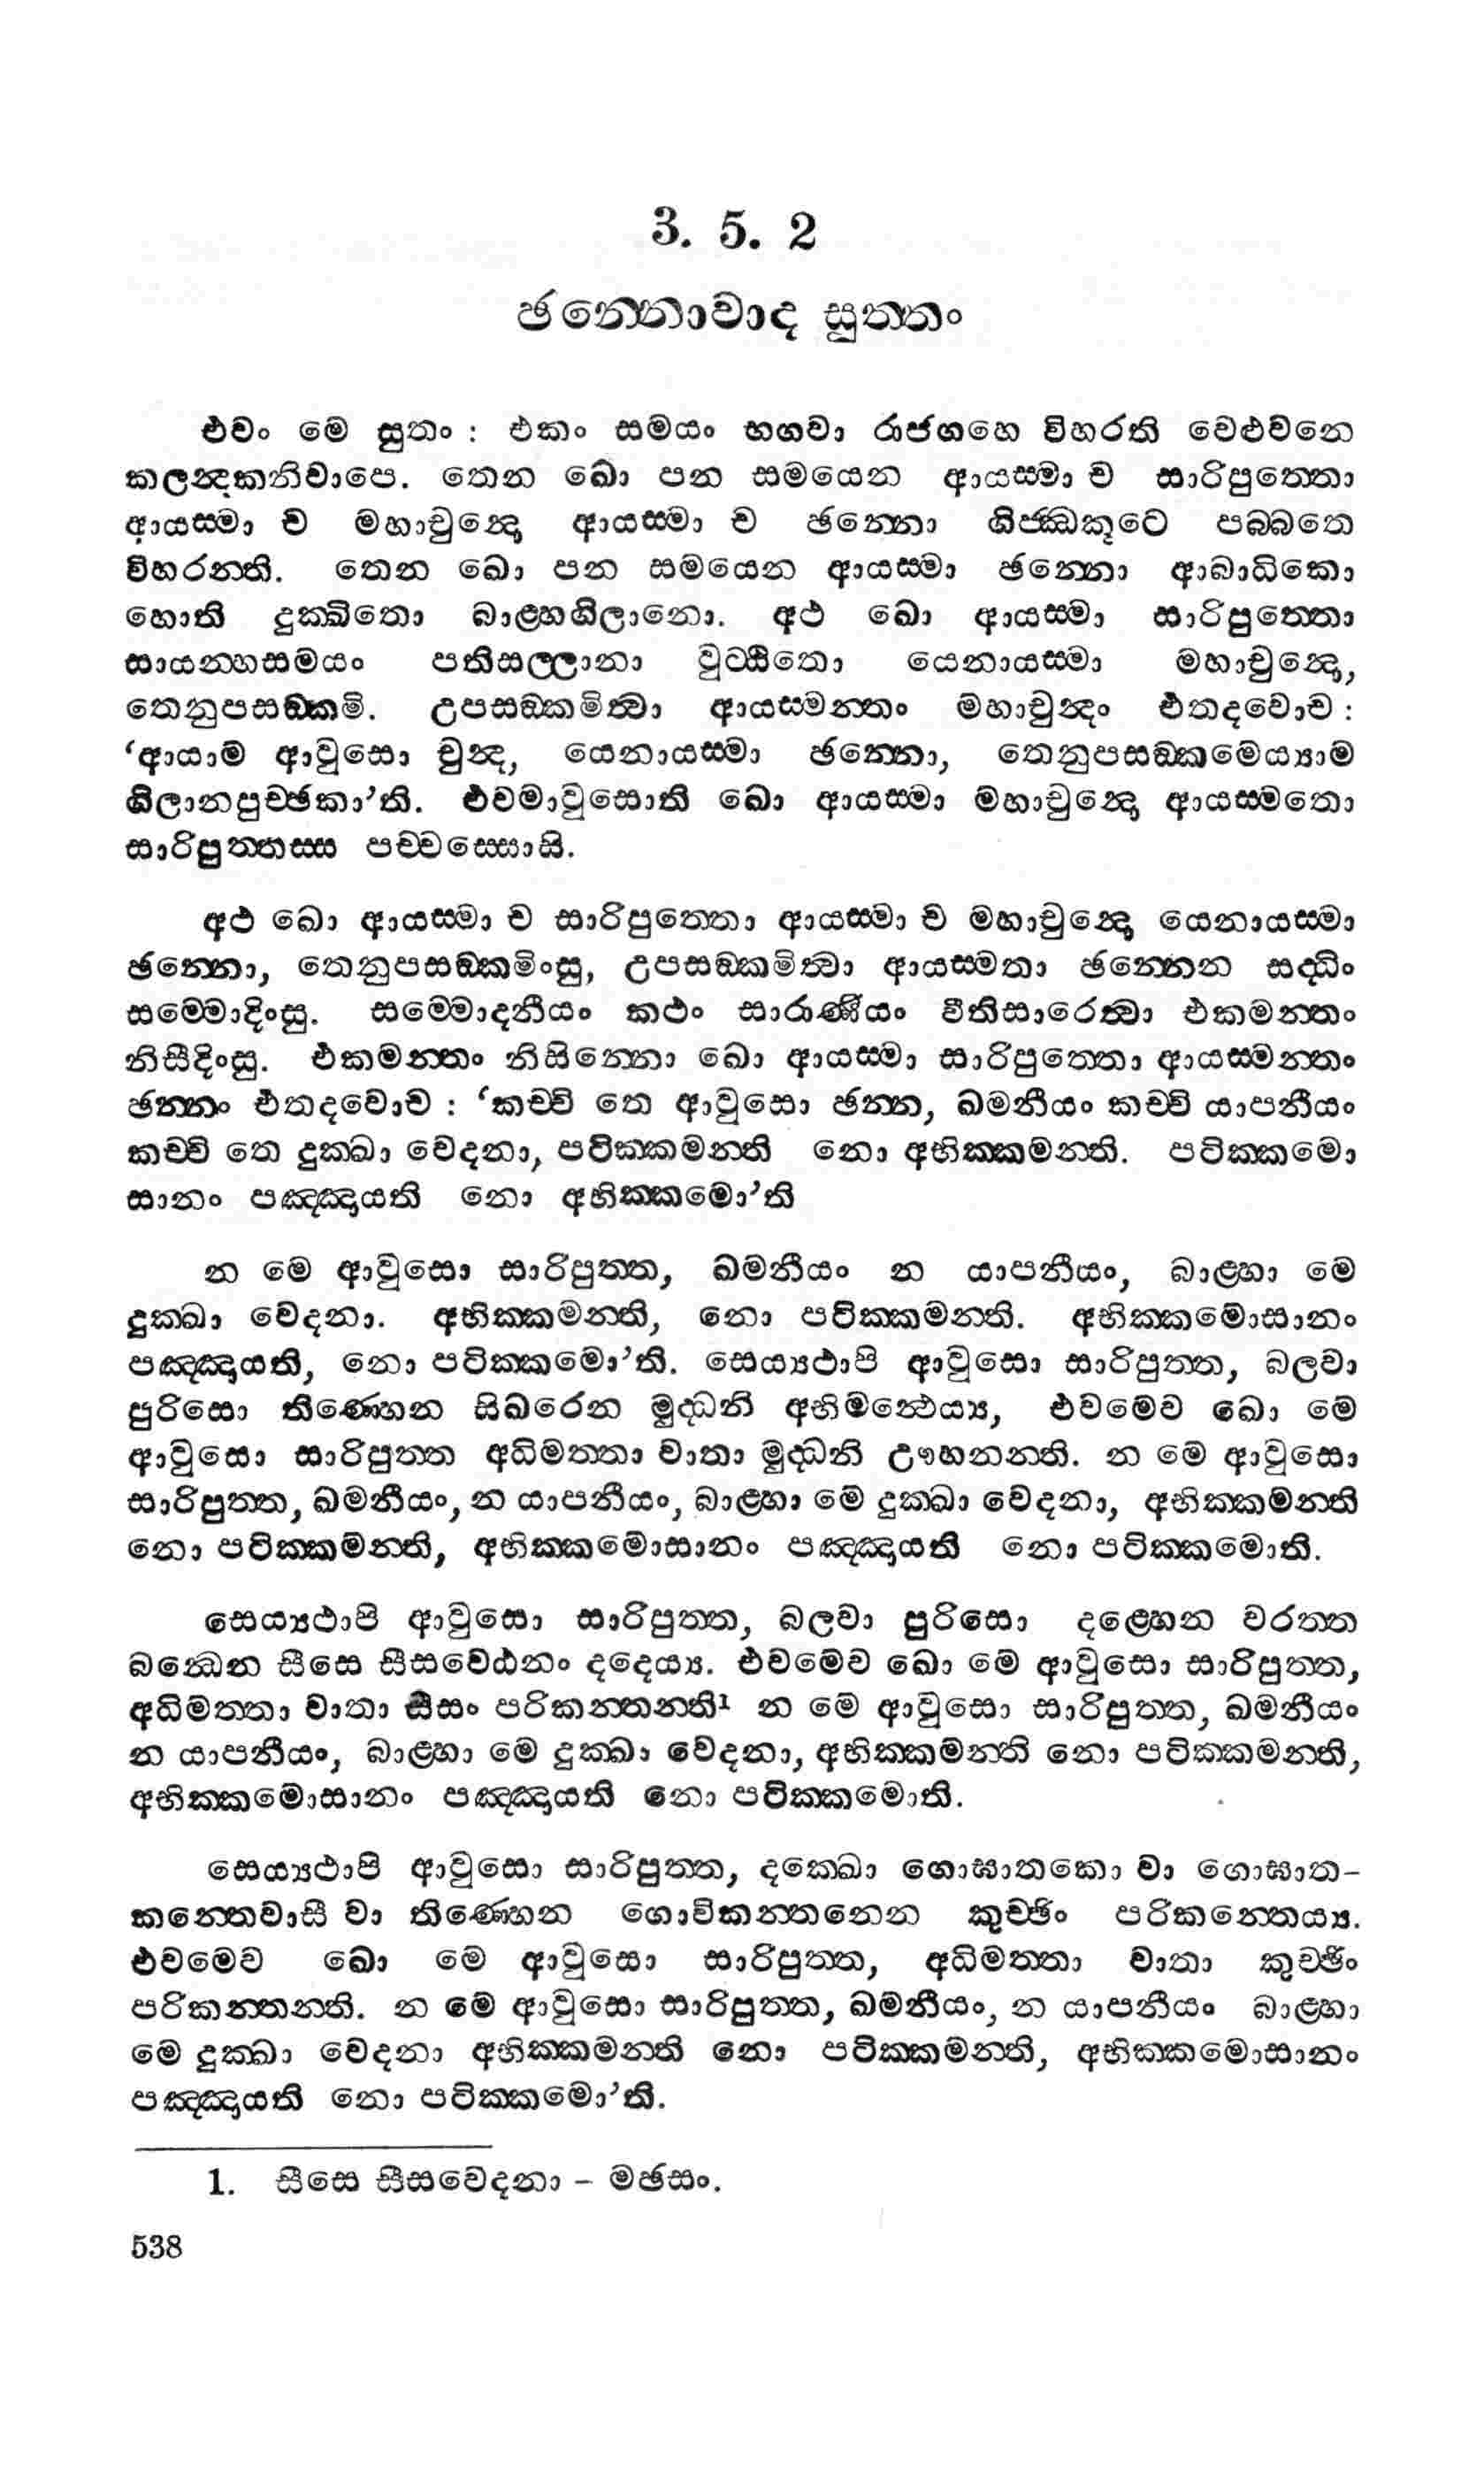 3. 5. 2
ඡන්නොවාද සුත්තං
එවං මෙ සුතං : එකං සමයං භගවා රාජගහෙ විහරති වෙළුවනෙ
කලන්දකනිවාපෙ. තෙන ඛො පන සමයෙන ආයස්මා ච සාරිපුත්තො
ආයස්මා ච මහාචුන්දො ආයස්මා ච ඡන්නො ගිජ්ඣකූටෙ පබ්බතෙ
විහරන්ති. තෙන ඛො පන සමයෙන ආයස්මා ඡන්නො ආබාධිකො
හොති දුක්ඛිතො බාළ්හගිලානො. අථ ඛො ආයස්මා සාරිපුත්තො
සායන්හසමයං පතිසල්ලානා වුට්ඨිතො යෙනායස්මා මහාචුන්දො,
තෙනුපසඞ්කමි. උපසඞ්කමිත්වා ආයස්මන්තං මහාචුන්දං එතදවොච :
‘ආයාම ආවුසො චුන්ද, යෙනායස්මා ඡන්නො, තෙනුපසඞ්කමෙය්‍යාම
ගිලානපුච්ඡකා’ති. එවමාවුසොති ඛො ආයස්මා මහාචුන්දො ආයස්මතො
සාරිපුත්තස්ස පච්චස්සොසි.
අථ ඛො ආයස්මා ච සාරිපුත්තො ආයස්මා ච මහාචුන්දො යෙනායස්මා
ඡන්නො, තෙනුපසඞ්කමිංසු, උපසඞ්කමිත්වා ආයස්මතා ඡන්නෙන සද්ධිං
සම්මොදිංසු. සම්මොදනීයං කථං සාරාණීයං වීතිසාරෙත්වා එකමන්තං
නිසීදිංසු. එකමන්තං නිසින්නො ඛො ආයස්මා සාරිපුත්තො ආයස්මන්තං
ඡන්නං එතදවොච : ‘කච්චි තෙ ආවුසො ඡන්න, ඛමනීයං කච්චි යාපනීයං
කච්චි තෙ දුක්ඛා වෙදනා, පටික්කමන්ති නො අභික්කමන්ති. පටික්කමො
සානං පඤ්ඤායති නො අභික්කමො’ති
න මෙ ආවුසො සාරිපුත්ත, ඛමනීයං න යාපනීයං, බාළ්හා මෙ
දුක්ඛා වෙදනා. අභික්කමන්ති, නො පටික්කමන්ති. අභික්කමොසානං
පඤ්ඤායති, නො පටික්කමො’ති. සෙය්‍යථාපි ආවුසො සාරිපුත්ත, බලවා
පුරිසො තිණ්හෙන සිඛරෙන මුද්ධනි අභිමන්ථෙය්‍ය, එවමෙව ඛො මෙ
ආවුසො සාරිපුත්ත අධිමත්තා වාතා මුද්ධනි ඌහනන්ති. න මෙ ආවුසො
සාරිපුත්ත, ඛමනීයං, න යාපනීයං, බාළ්හා මෙ දුක්ඛා වෙදනා, අභික්කමන්ති
නො පටික්කමන්ති, අභික්කමොසානං පඤ්ඤායති නො පටික්කමොති.
සෙය්‍යථාපි ආවුසො සාරිපුත්ත, බලවා පුරිසො දළ්හෙන වරත්ත
බන්ධෙන සීසෙ සීසවෙඨනං දදෙය්‍ය. එවමෙව ඛො මෙ ආවුසො සාරිපුත්ත,
අධිමත්තා වාතා සීසං පරිකන්තන්ති¹ න මෙ ආවුසො සාරිපුත්ත, ඛමනීයං
න යාපනීයං, බාළ්හා මෙ දුක්ඛා වෙදනා, අභික්කමන්ති නො පටික්කමන්ති,
අභික්කමොසානං පඤ්ඤායති නො පටික්කමොති.
සෙය්‍යථාපි ආවුසො සාරිපුත්ත, දක්ඛො ගොඝාතකො වා ගොඝාත-
කන්තෙවාසී වා තිණ්හෙන ගොවිකන්තනෙන කුච්ඡිං පරිකන්තෙය්‍ය.
එවමෙව ඛො මෙ ආවුසො සාරිපුත්ත, අධිමත්තා වාතා කුච්ඡිං
පරිකන්තන්ති. න මෙ ආවුසො සාරිපුත්ත, ඛමනීයං, න යාපනීයං බාළ්හා
මෙ දුක්ඛා වෙදනා අභික්කමන්ති නො පටික්කමන්ති, අභික්කමොසානං
පඤ්ඤායති නො පටික්කමො’ති.
1. සීසෙ සීසවෙදනා – මඡසං.
538